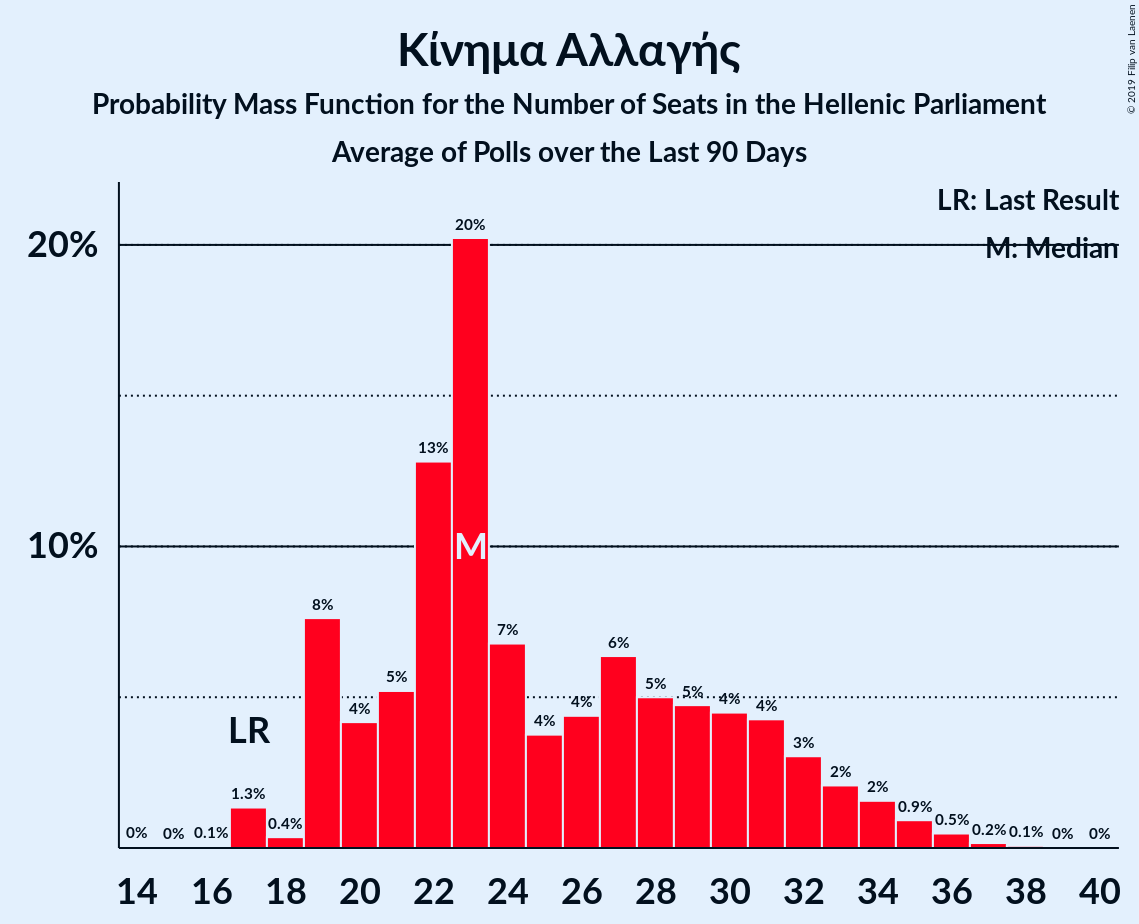 Κίνημα Αλλαγής
Probability Mass Function for the Number of Seats in the Hellenic Parliament
Average of Polls over the Last 90 Days
© 2019 Filip van Laenen
LR: Last Result
M: Median
20%
10%
0% 0% 0.1% 1.3% 0.4% 8% 4% 5% 13% 20% 7% 4% 4% 6% 5% 5% 4% 4% 3% 2% 2% 0.9% 0.5% 0.2% 0.1% 0% 0%
LR
M
14 16 18 20 22 24 26 28 30 32 34 36 38 40